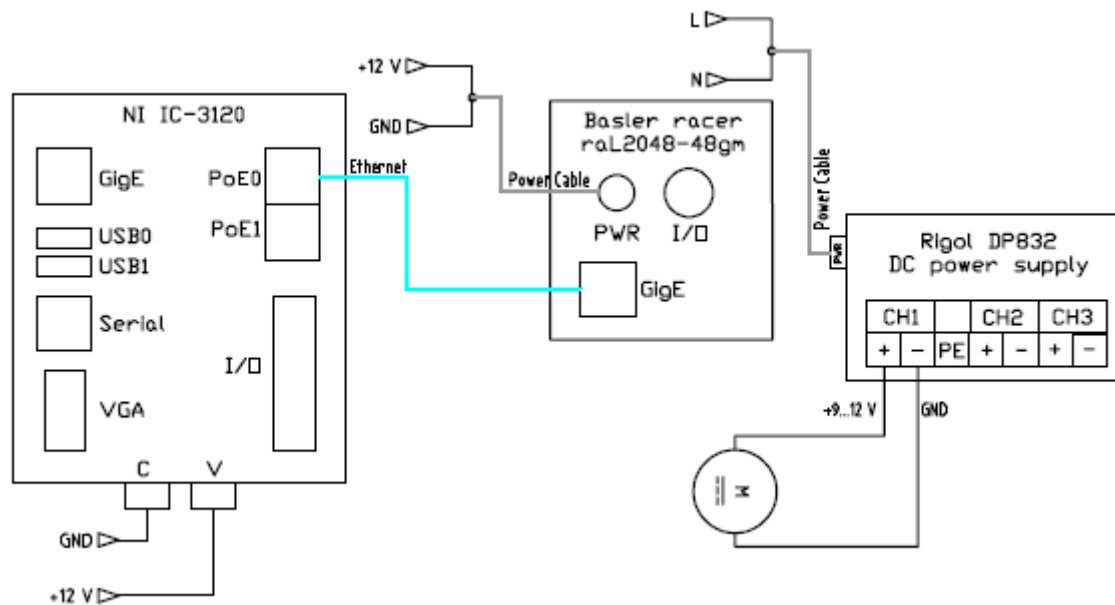 L
N
+12 V
GND
NI IC-3120
GigE
PoE0
PoE1
USB0
USB1
Serial
I/O
VGA
C
V
GND
+12 V
Ethernet
Power Cable
Basler racer
raL2048-48gm
PWR
I/O
GigE
Power Cable
PWR
Rigol DP832
DC power supply
CH1 CH2 CH3
+ - PE + - + -
+9...12 V
GND
M